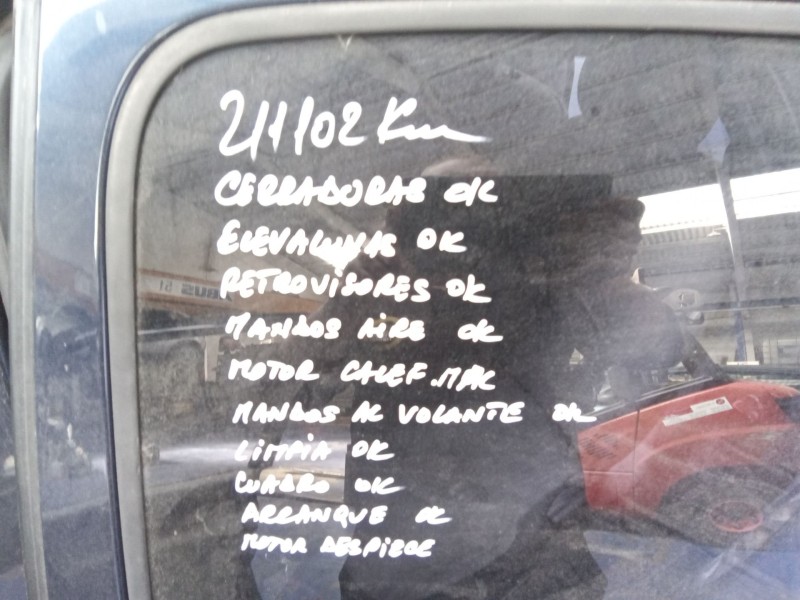 211102 Km
CERRADURAS OK
ELEVALUNAS OK
RETROVISORES OK
MANDOS AIRE OK
MOTOR CALEF. MAL
MANDOS AL VOLANTE OK
LIMPIA OK
CUADRO OK
ARRANQUE OK
MOTOR DESPIECE